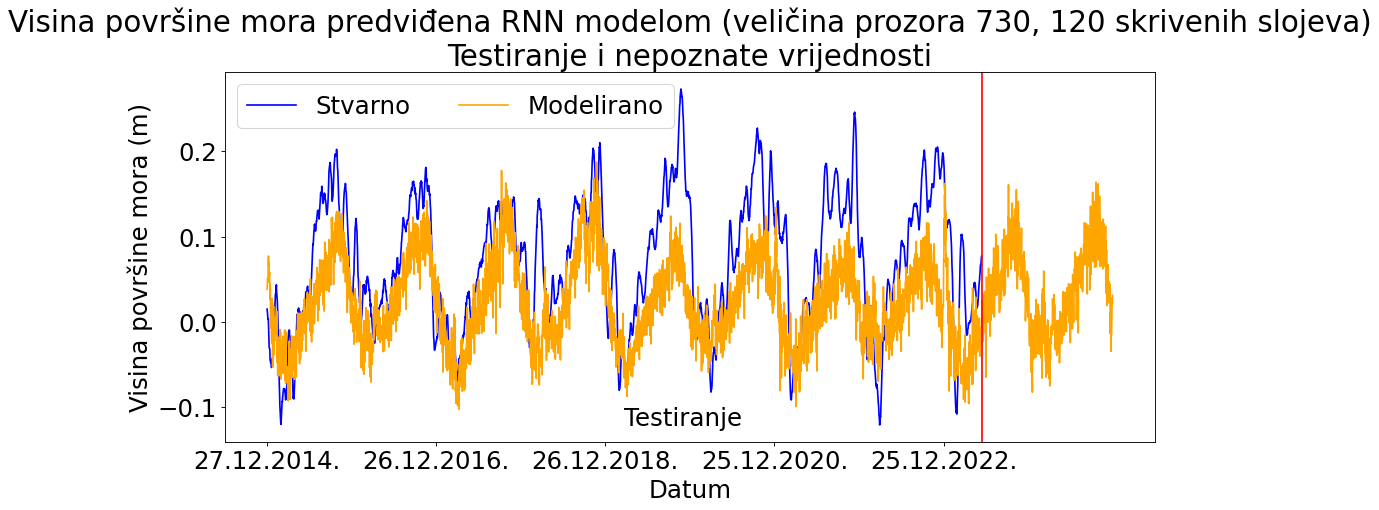 Visina površine mora predviđena RNN modelom (veličina prozora 730, 120 skrivenih slojeva)
Testiranje i nepoznate vrijednosti
Stvarno
Modelirano
Visina površine mora (m)
0.2
0.1
0.0
−0.1
Testiranje
27.12.2014.
26.12.2016.
26.12.2018.
25.12.2020.
25.12.2022.
Datum